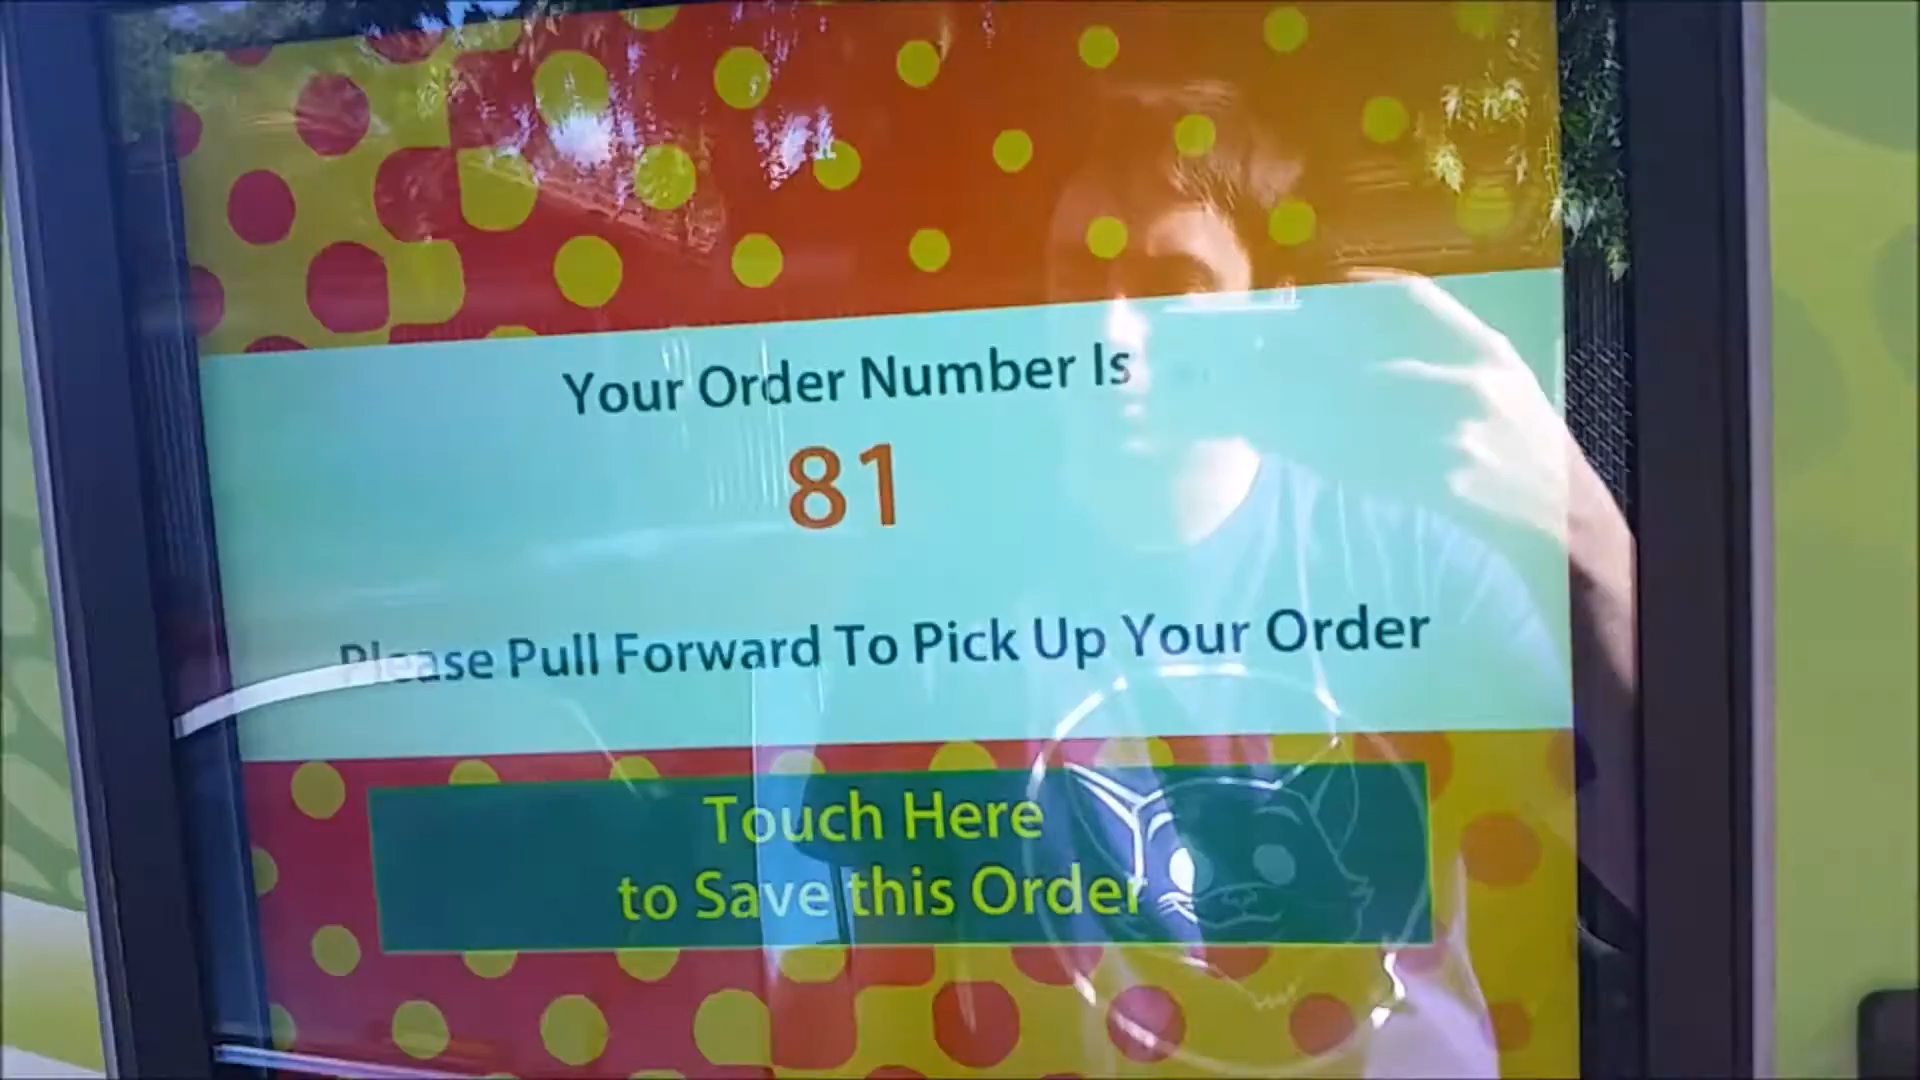 Your Order Number Is
81
Please Pull Forward To Pick Up Your Order
Touch Here
to Save this Order